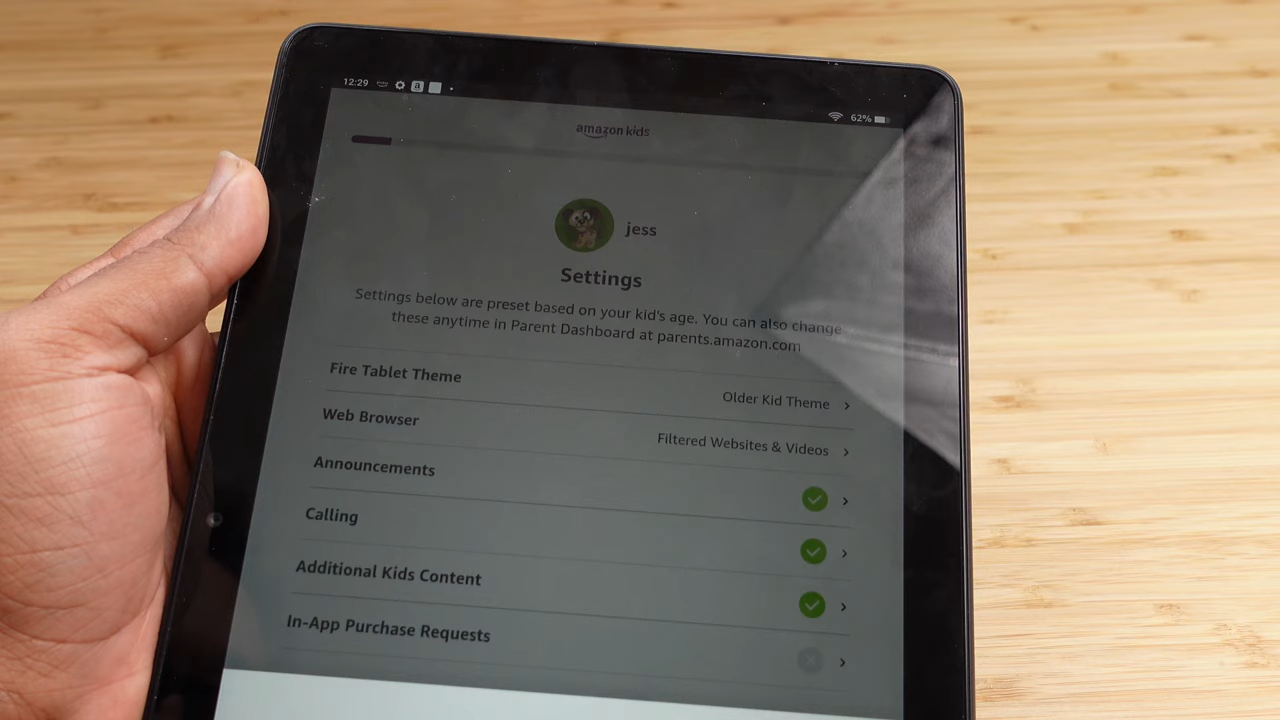 12:29
62%
amazon kids
jess
Settings
Settings below are preset based on your kid's age. You can also change
these anytime in Parent Dashboard at parents.amazon.com
Fire Tablet Theme
Older Kid Theme
Web Browser
Filtered Websites & Videos
Announcements
Calling
Additional Kids Content
In-App Purchase Requests